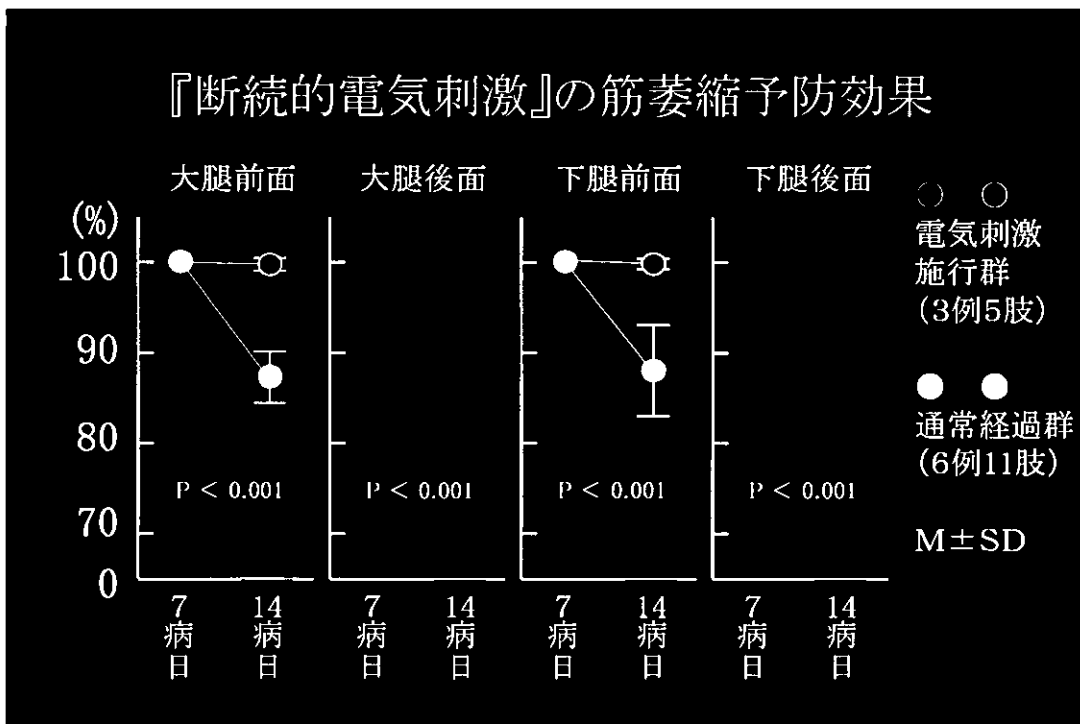 『断続的電気刺激』の筋萎縮予防効果
大腿前面
大腿後面
下腿前面
下腿後面
(%)
100
90
80
70
0
P < 0.001
P < 0.001
P < 0.001
P < 0.001
7
病
日
14
病
日
7
病
日
14
病
日
7
病
日
14
病
日
7
病
日
14
病
日
電気刺激
施行群
(3例5肢)
通常経過群
(6例11肢)
M±SD